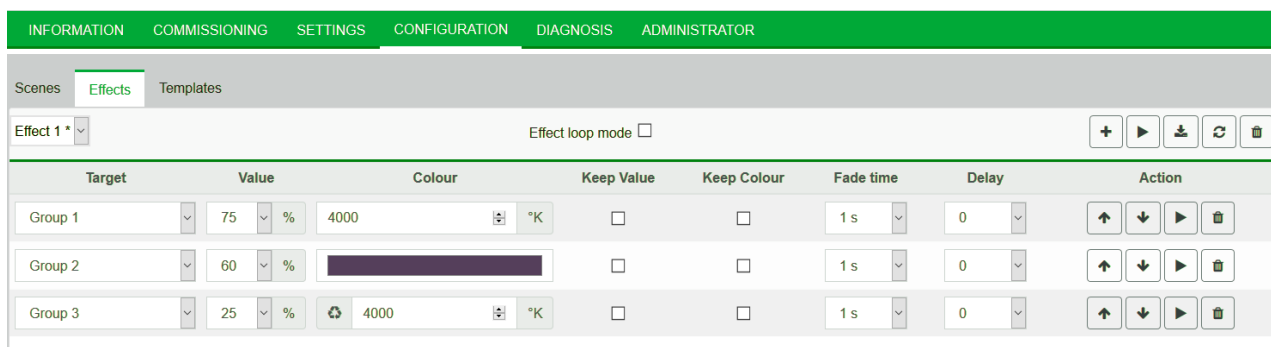 INFORMATION COMMISSIONING SETTINGS CONFIGURATION DIAGNOSIS ADMINISTRATOR
Scenes Effects Templates
Effect 1 * Effect loop mode
Target Value Colour Keep Value Keep Colour Fade time Delay Action
Group 1 75 % 4000 °K 1 s 0
Group 2 60 % 1 s 0
Group 3 25 % 4000 °K 1 s 0